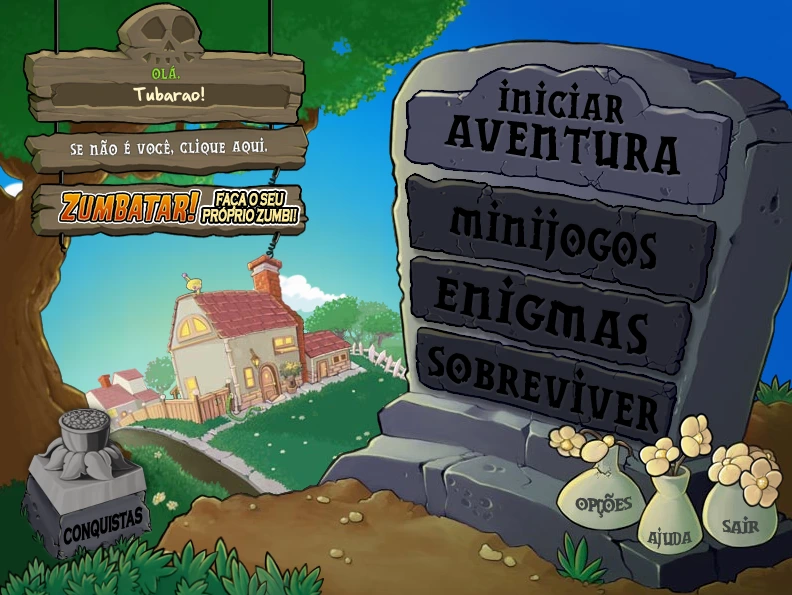 OLÁ,
Tubarao!
SE NÃO É VOCÊ, CLIQUE AQUI.
ZUMBATAR! FAÇA O SEU
PRÓPRIO ZUMBI!
INICIAR
AVENTURA
MINIJOGOS
ENIGMAS
SOBREVIVER
CONQUISTAS
OPÇÕES
AJUDA
SAIR